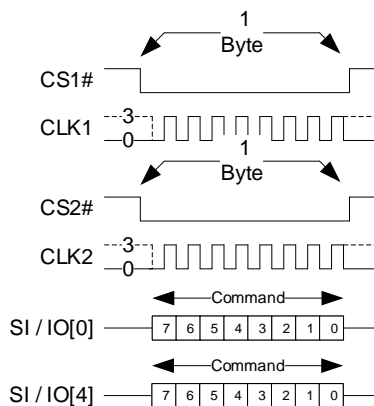 1
Byte
CS1#
CLK1
3
0
1
Byte
CS2#
CLK2
3
0
Command
SI / IO[0]
7 6 5 4 3 2 1 0
Command
SI / IO[4]
7 6 5 4 3 2 1 0